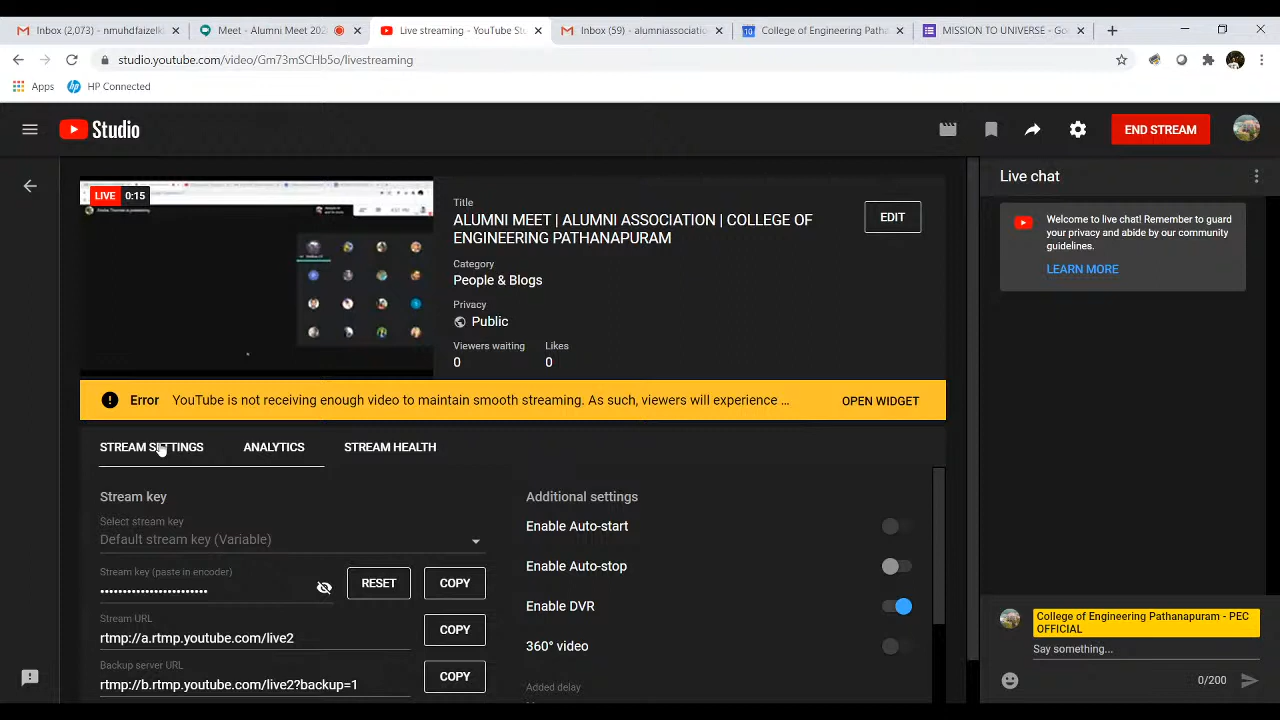 Inbox (2,073) - nmuhdfaizelk
Meet - Alumni Meet 202
Live streaming - YouTube Stu
Inbox (59) - alumniassociatio
College of Engineering Patha
MISSION TO UNIVERSE - Go
studio.youtube.com/video/Gm73mSCHb5o/livestreaming
Apps
HP Connected
Studio
END STREAM
LIVE 0:15
Title
ALUMNI MEET | ALUMNI ASSOCIATION | COLLEGE OF
ENGINEERING PATHANAPURAM
EDIT
Category
People & Blogs
Privacy
Public
Viewers waiting
Likes
0
0
Error YouTube is not receiving enough video to maintain smooth streaming. As such, viewers will experience ...
OPEN WIDGET
STREAM SETTINGS
ANALYTICS
STREAM HEALTH
Stream key
Select stream key
Default stream key (Variable)
Stream key (paste in encoder)
RESET
COPY
Stream URL
rtmp://a.rtmp.youtube.com/live2
COPY
Backup server URL
rtmp://b.rtmp.youtube.com/live2?backup=1
COPY
Additional settings
Enable Auto-start
Enable Auto-stop
Enable DVR
360° video
Added delay
Live chat
Welcome to live chat! Remember to guard
your privacy and abide by our community
guidelines.
LEARN MORE
College of Engineering Pathanapuram - PEC
OFFICIAL
Say something...
0/200